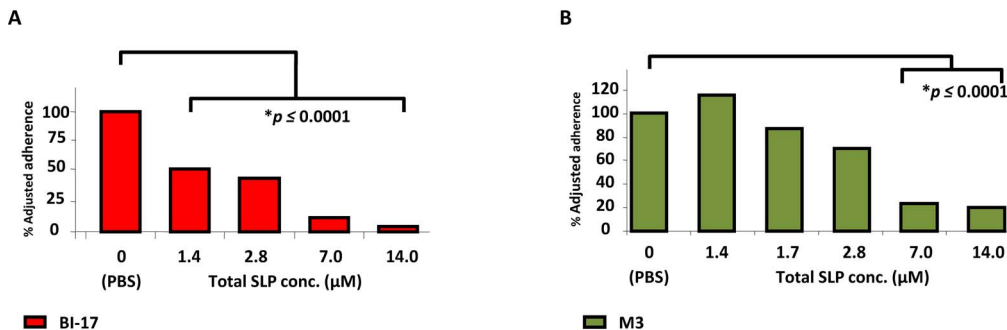 A
*p ≤ 0.0001
% Adjusted adherence
100
75
50
25
0
0 1.4 2.8 7.0 14.0
(PBS) Total SLP conc. (μM)
BI-17
B
*p ≤ 0.0001
% Adjusted adherence
120
100
80
60
40
20
0
0 1.4 1.7 2.8 7.0 14.0
(PBS) Total SLP conc. (μM)
M3